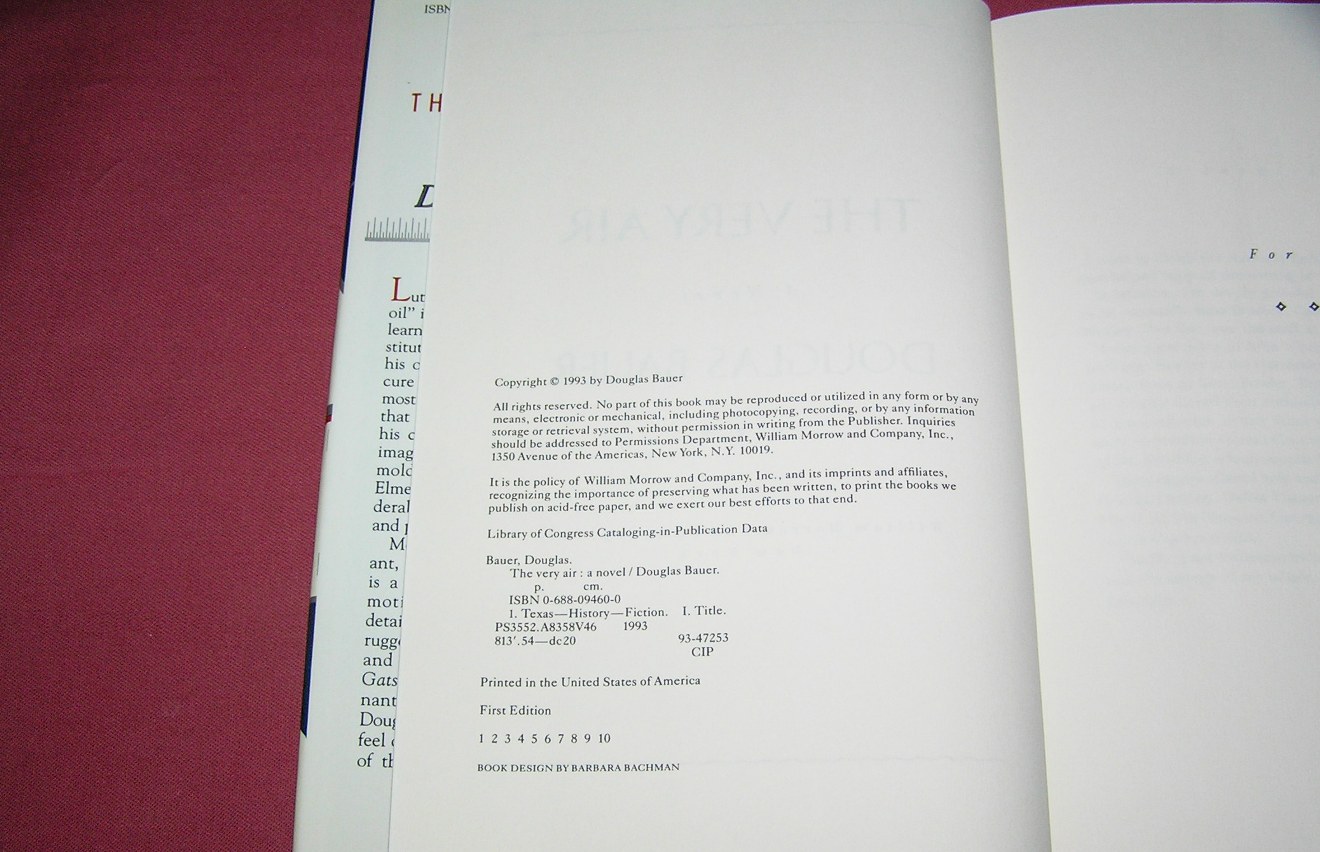 ISBN
TH
D
Lut
oil" i
learn
stitut
his c
cure
most
that
his c
imag
mold
Elme
deral
and p
M
ant,
is a
moti
detai
rugge
and
Gats
nant
Doug
feel
of th
THE VERY AIR
DOUGLAS BAUER
Copyright © 1993 by Douglas Bauer
All rights reserved. No part of this book may be reproduced or utilized in any form or by any
means, electronic or mechanical, including photocopying, recording, or by any information
storage or retrieval system, without permission in writing from the Publisher. Inquiries
should be addressed to Permissions Department, William Morrow and Company, Inc.,
1350 Avenue of the Americas, New York, N.Y. 10019.
It is the policy of William Morrow and Company, Inc., and its imprints and affiliates,
recognizing the importance of preserving what has been written, to print the books we
publish on acid-free paper, and we exert our best efforts to that end.
Library of Congress Cataloging-in-Publication Data
Bauer, Douglas.
The very air : a novel / Douglas Bauer.
p. cm.
ISBN 0-688-09460-0
1. Texas—History—Fiction. I. Title.
PS3552.A8358V46 1993
813'.54—dc20 93-47253
CIP
Printed in the United States of America
First Edition
1 2 3 4 5 6 7 8 9 10
BOOK DESIGN BY BARBARA BACHMAN
For